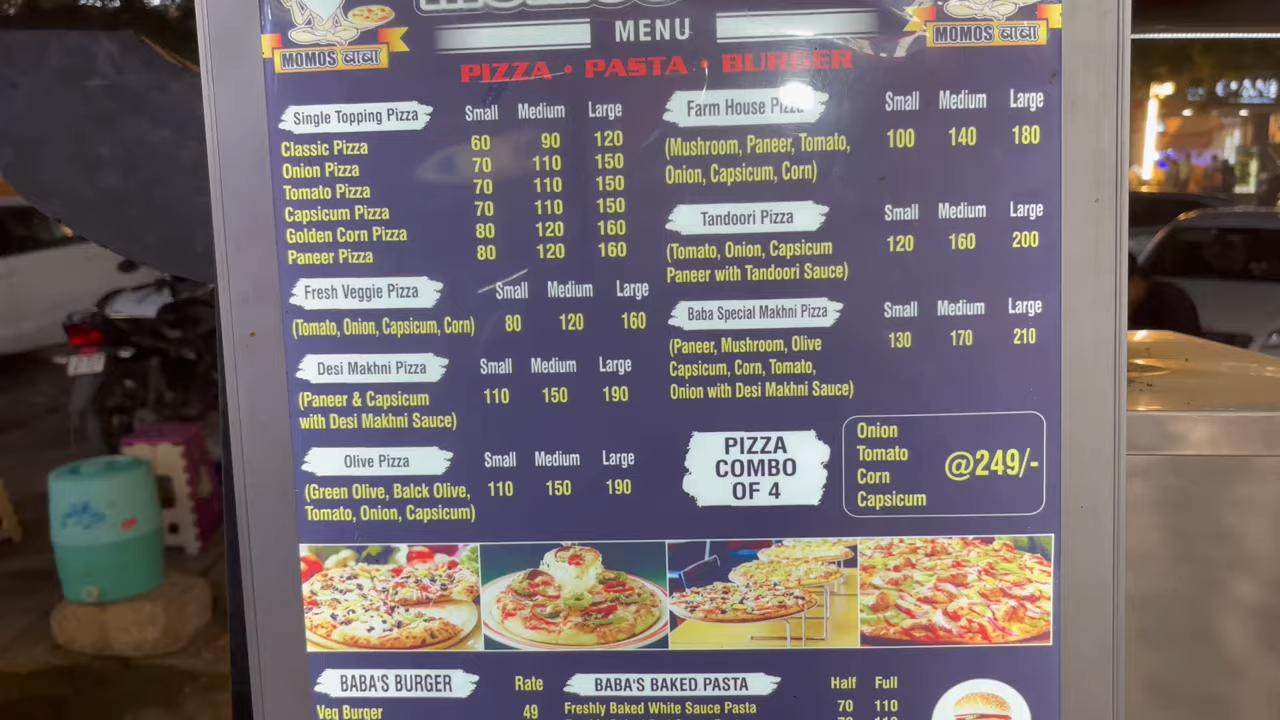 MOMOS बाबा
MENU
MOMOS बाबा
PIZZA • PASTA • BURGER
Single Topping Pizza Small Medium Large
Classic Pizza 60 90 120
Onion Pizza 70 110 150
Tomato Pizza 70 110 150
Capsicum Pizza 70 110 150
Golden Corn Pizza 80 120 160
Paneer Pizza 80 120 160
Fresh Veggie Pizza Small Medium Large
(Tomato, Onion, Capsicum, Corn) 80 120 160
Desi Makhni Pizza Small Medium Large
(Paneer & Capsicum 110 150 190
with Desi Makhni Sauce)
Olive Pizza Small Medium Large
(Green Olive, Balck Olive, 110 150 190
Tomato, Onion, Capsicum)
Farm House Pizza Small Medium Large
(Mushroom, Paneer, Tomato, 100 140 180
Onion, Capsicum, Corn)
Tandoori Pizza Small Medium Large
(Tomato, Onion, Capsicum 120 160 200
Paneer with Tandoori Sauce)
Baba Special Makhni Pizza Small Medium Large
(Paneer, Mushroom, Olive 130 170 210
Capsicum, Corn, Tomato,
Onion with Desi Makhni Sauce)
PIZZA
COMBO
OF 4
Onion
Tomato
Corn
Capsicum
@249/-
BABA'S BURGER Rate
Veg Burger 49
BABA'S BAKED PASTA Half Full
Freshly Baked White Sauce Pasta 70 110